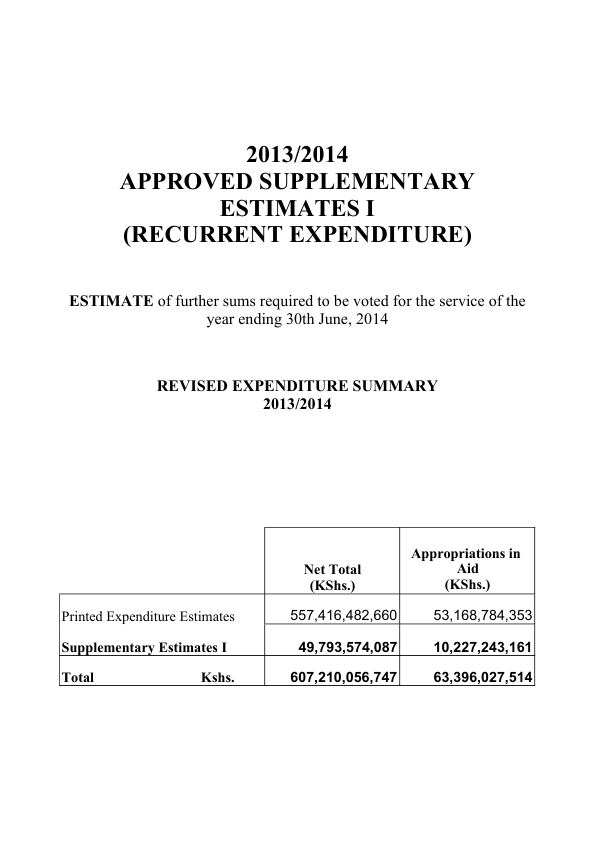 2013/2014
APPROVED SUPPLEMENTARY
ESTIMATES I
(RECURRENT EXPENDITURE)
ESTIMATE of further sums required to be voted for the service of the
year ending 30th June, 2014
REVISED EXPENDITURE SUMMARY
2013/2014
Net Total
(KShs.)
Appropriations in
Aid
(KShs.)
Printed Expenditure Estimates 557,416,482,660 53,168,784,353
Supplementary Estimates I 49,793,574,087 10,227,243,161
Total Kshs. 607,210,056,747 63,396,027,514